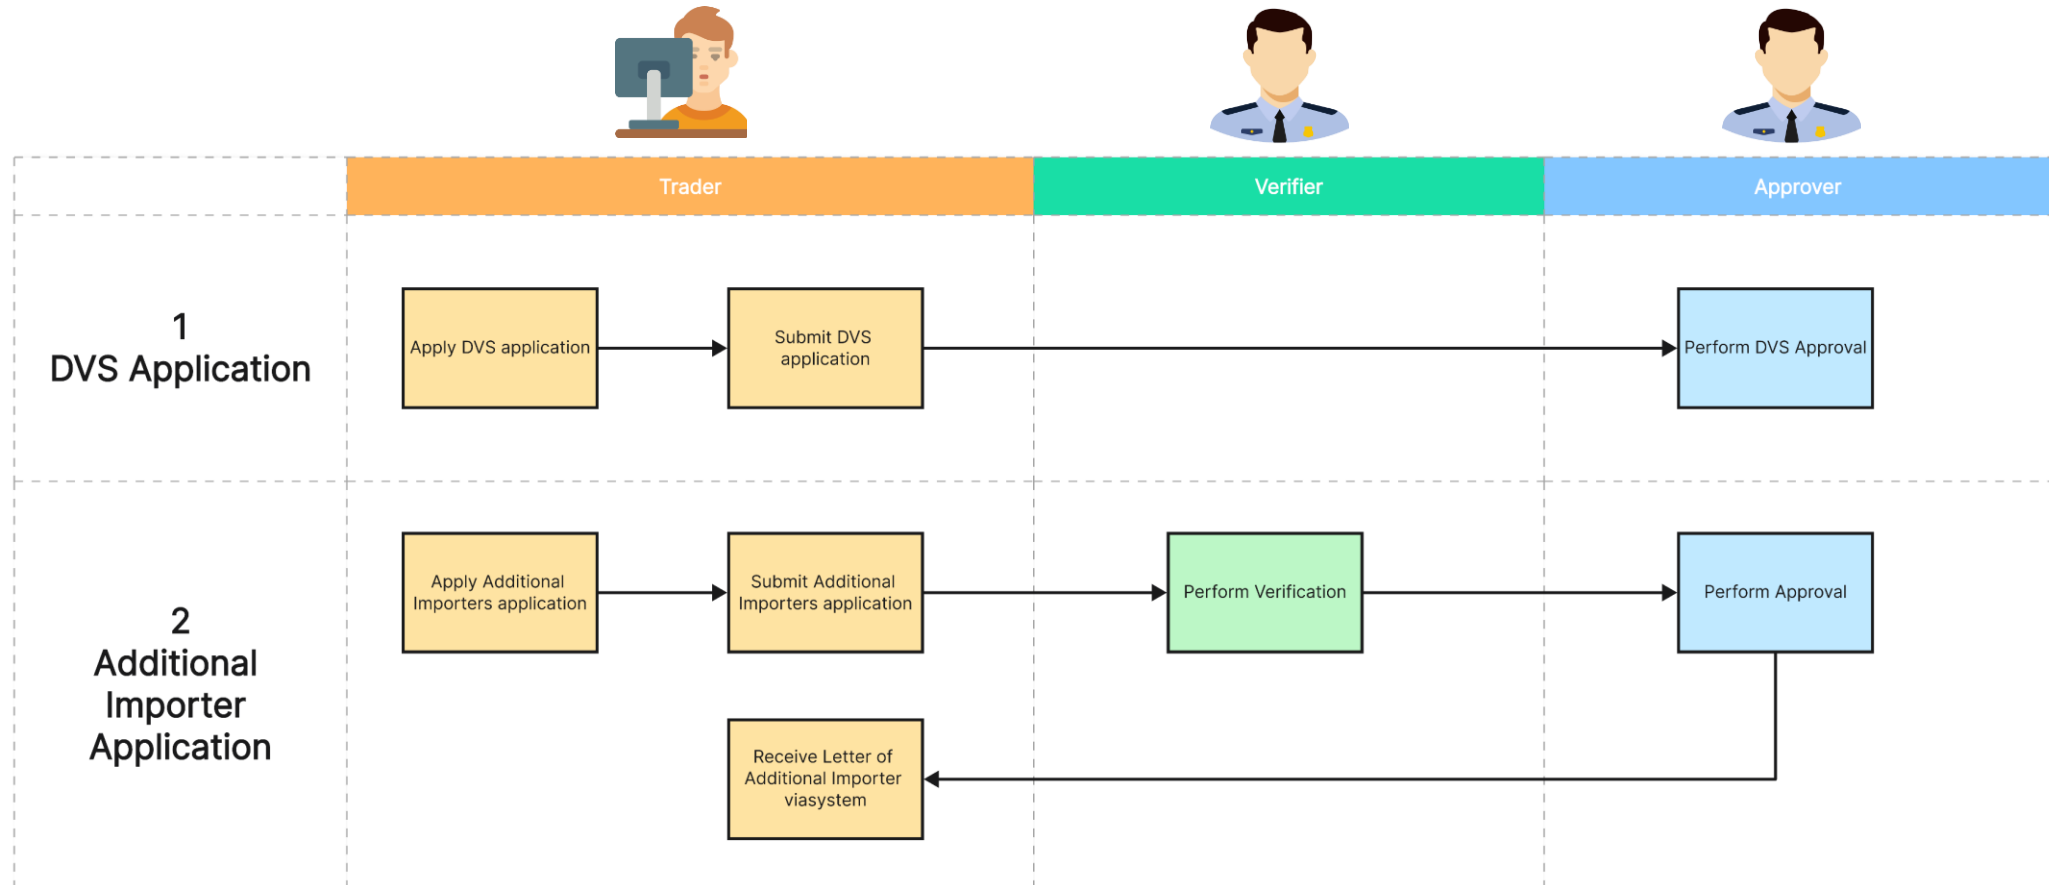 Trader
Verifier
Approver
1
DVS Application
Apply DVS application
Submit DVS
application
Perform DVS Approval
2
Additional
Importer
Application
Apply Additional
Importers application
Submit Additional
Importers application
Perform Verification
Perform Approval
Receive Letter of
Additional Importer
viasystem